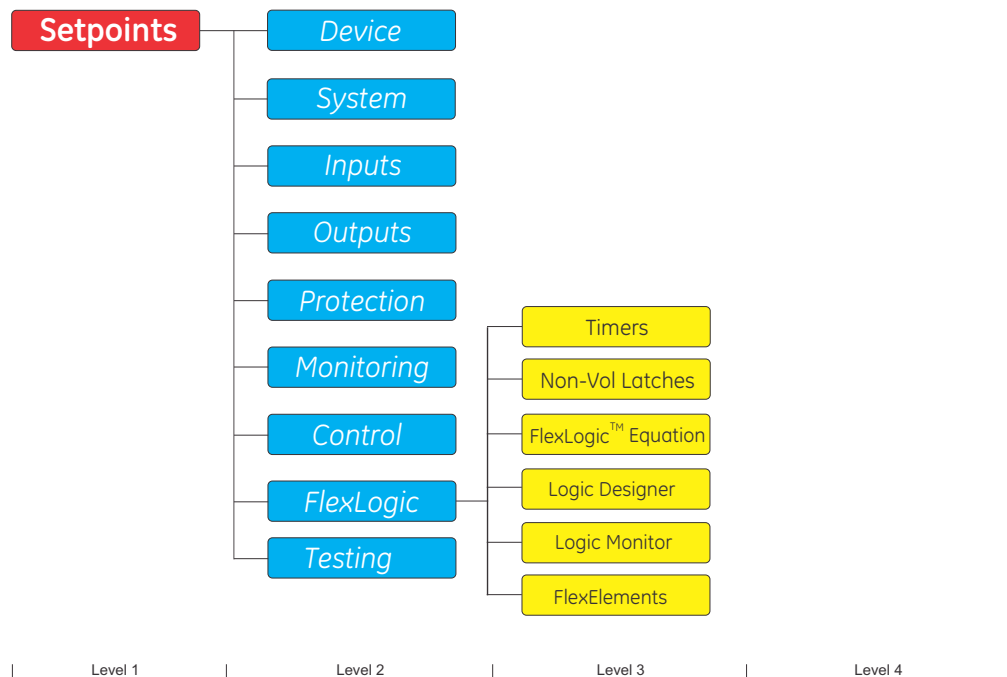 Setpoints
Device
System
Inputs
Outputs
Protection
Monitoring
Control
FlexLogic
Testing
Timers
Non-Vol Latches
FlexLogic™ Equation
Logic Designer
Logic Monitor
FlexElements
| Level 1 | Level 2 | Level 3 | Level 4